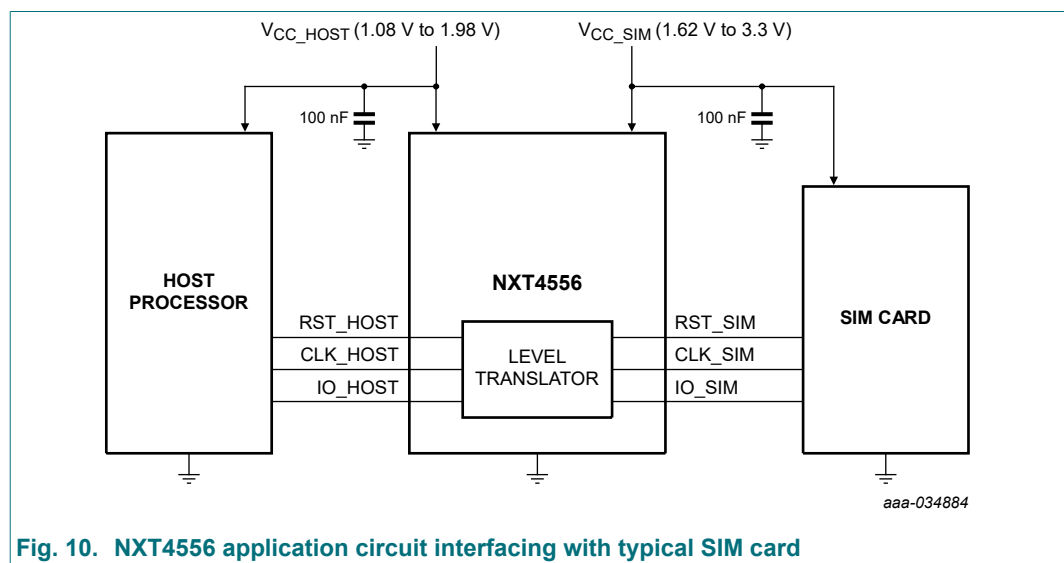 VCC_HOST (1.08 V to 1.98 V)
VCC_SIM (1.62 V to 3.3 V)
100 nF
100 nF
HOST
PROCESSOR
NXT4556
SIM CARD
RST_HOST
CLK_HOST
IO_HOST
LEVEL
TRANSLATOR
RST_SIM
CLK_SIM
IO_SIM
aaa-034884
Fig. 10. NXT4556 application circuit interfacing with typical SIM card